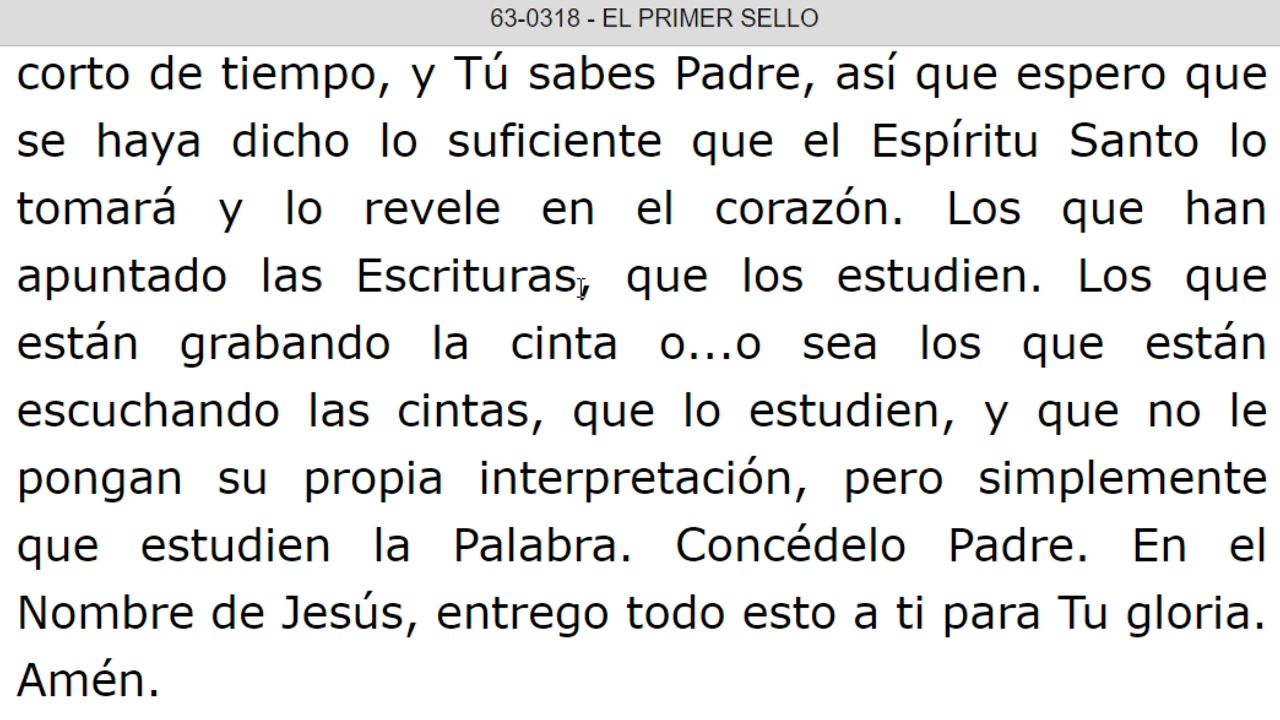 63-0318 - EL PRIMER SELLO
corto de tiempo, y Tú sabes Padre, así que espero que
se haya dicho lo suficiente que el Espíritu Santo lo
tomará y lo revele en el corazón. Los que han
apuntado las Escrituras, que los estudien. Los que
están grabando la cinta o...o sea los que están
escuchando las cintas, que lo estudien, y que no le
pongan su propia interpretación, pero simplemente
que estudien la Palabra. Concédelo Padre. En el
Nombre de Jesús, entrego todo esto a ti para Tu gloria.
Amén.